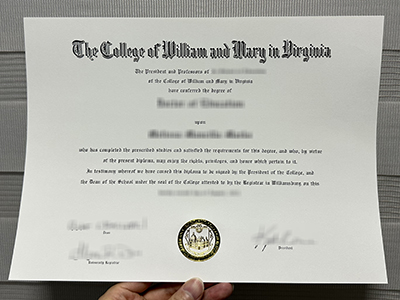 The College of William and Mary in Virginia
The President and Professors of
of the College of William and Mary in Virginia
have conferred the degree of
upon
who has completed the prescribed studies and satisfied the requirements for this degree, and who, by virtue
of the present diploma, may enjoy the rights, privileges, and honor which pertain to it.
In testimony whereof we have caused this diploma to be signed by the President of the College, and
the Dean of the School under the seal of the College attested to by the Registrar in Williamsburg on this
Dean
University Registrar
President